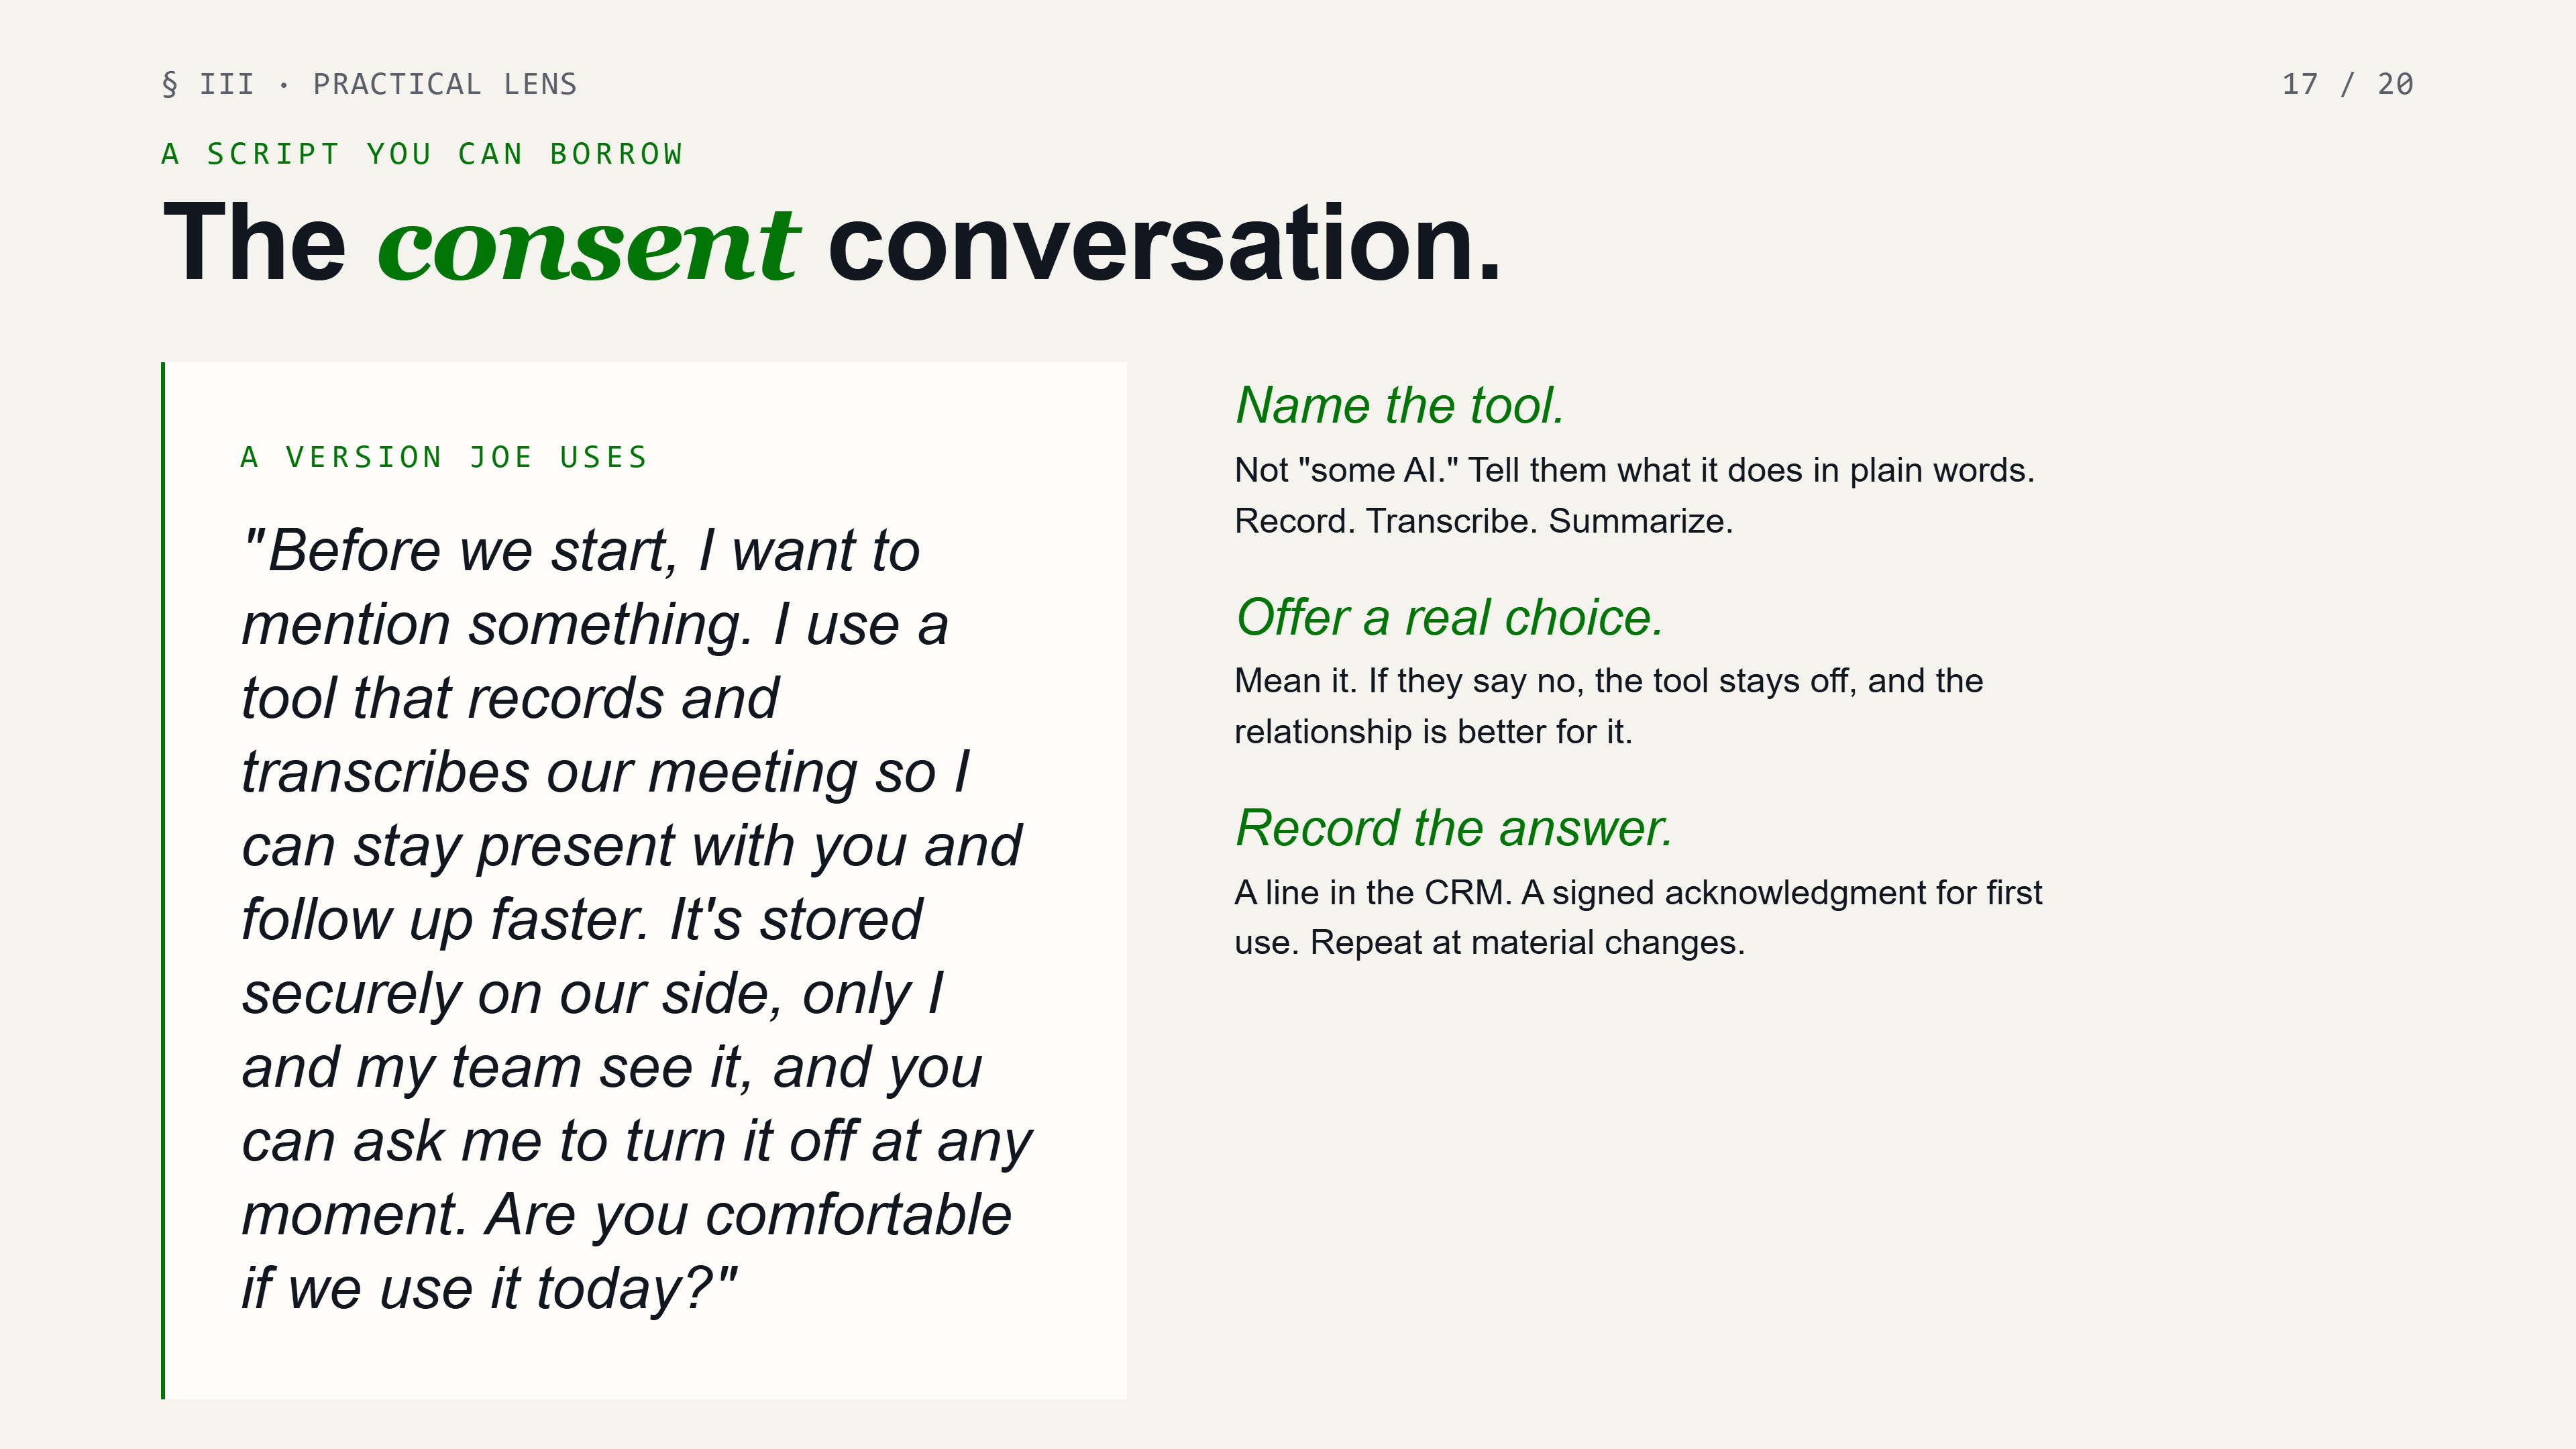 § III · PRACTICAL LENS
17 / 20
A SCRIPT YOU CAN BORROW
The consent conversation.
A VERSION JOE USES
"Before we start, I want to
mention something. I use a
tool that records and
transcribes our meeting so I
can stay present with you and
follow up faster. It's stored
securely on our side, only I
and my team see it, and you
can ask me to turn it off at any
moment. Are you comfortable
if we use it today?"
Name the tool.
Not "some AI." Tell them what it does in plain words.
Record. Transcribe. Summarize.
Offer a real choice.
Mean it. If they say no, the tool stays off, and the
relationship is better for it.
Record the answer.
A line in the CRM. A signed acknowledgment for first
use. Repeat at material changes.